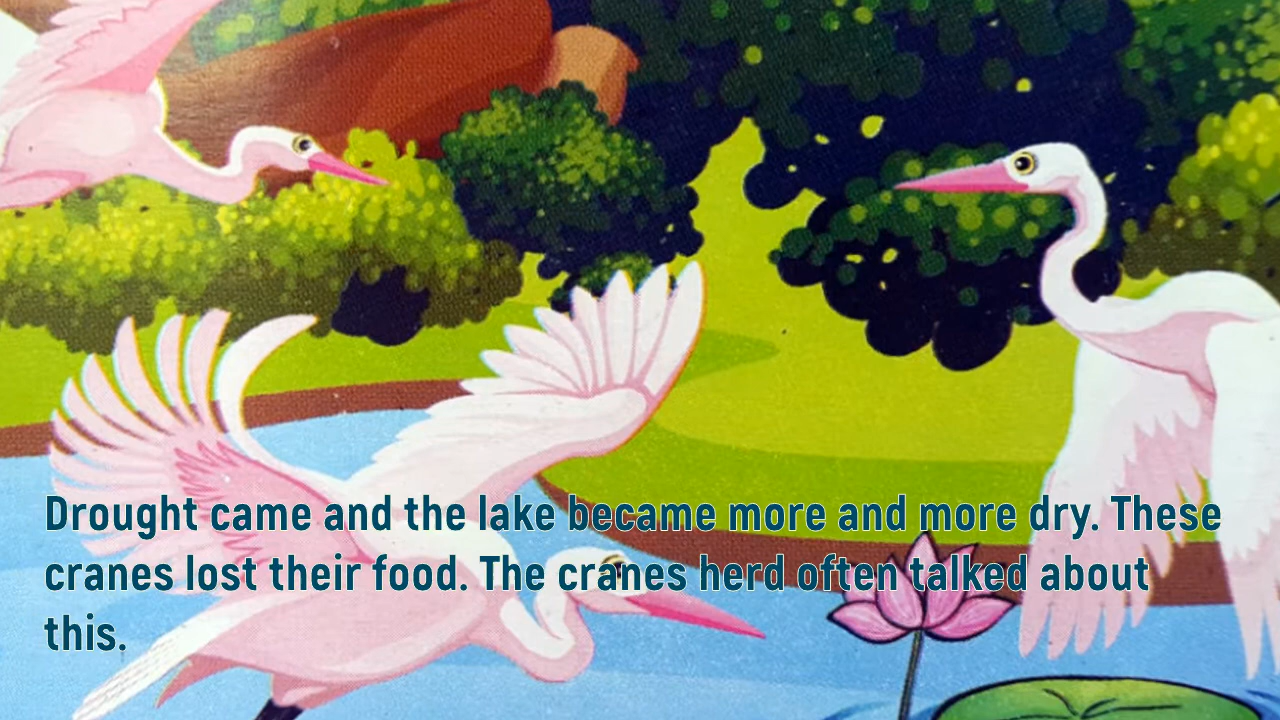 Drought came and the lake became more and more dry. These
cranes lost their food. The cranes herd often talked about
this.